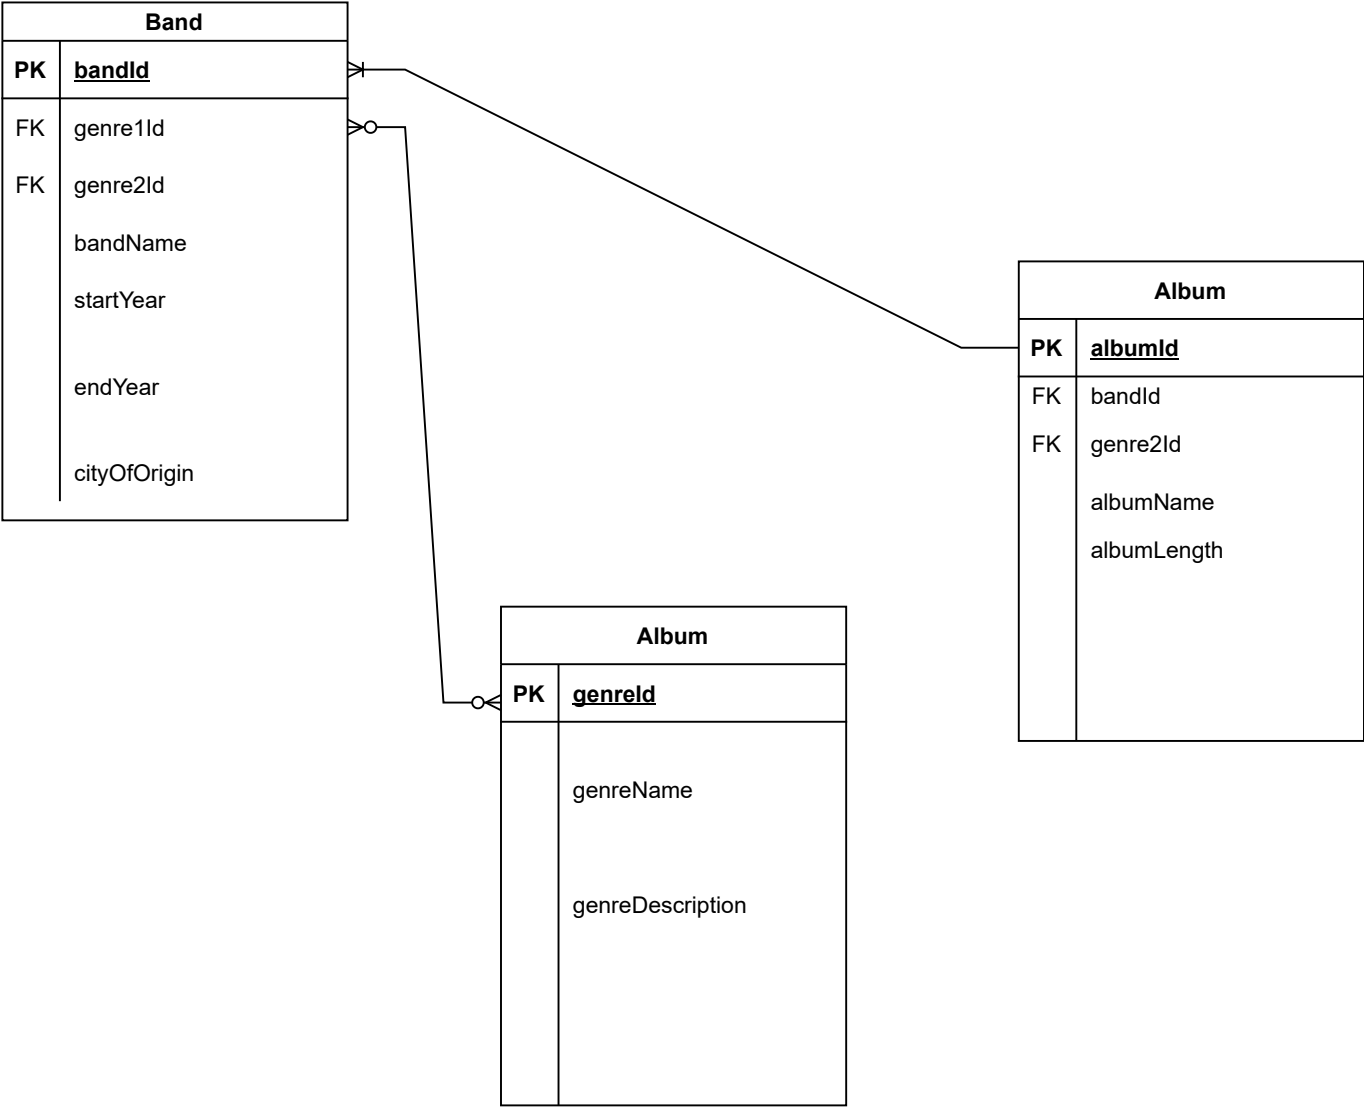 Band
PK bandId
FK genre1Id
FK genre2Id
bandName
startYear
endYear
cityOfOrigin
Album
PK albumId
FK bandId
FK genre2Id
albumName
albumLength
Album
PK genreId
genreName
genreDescription